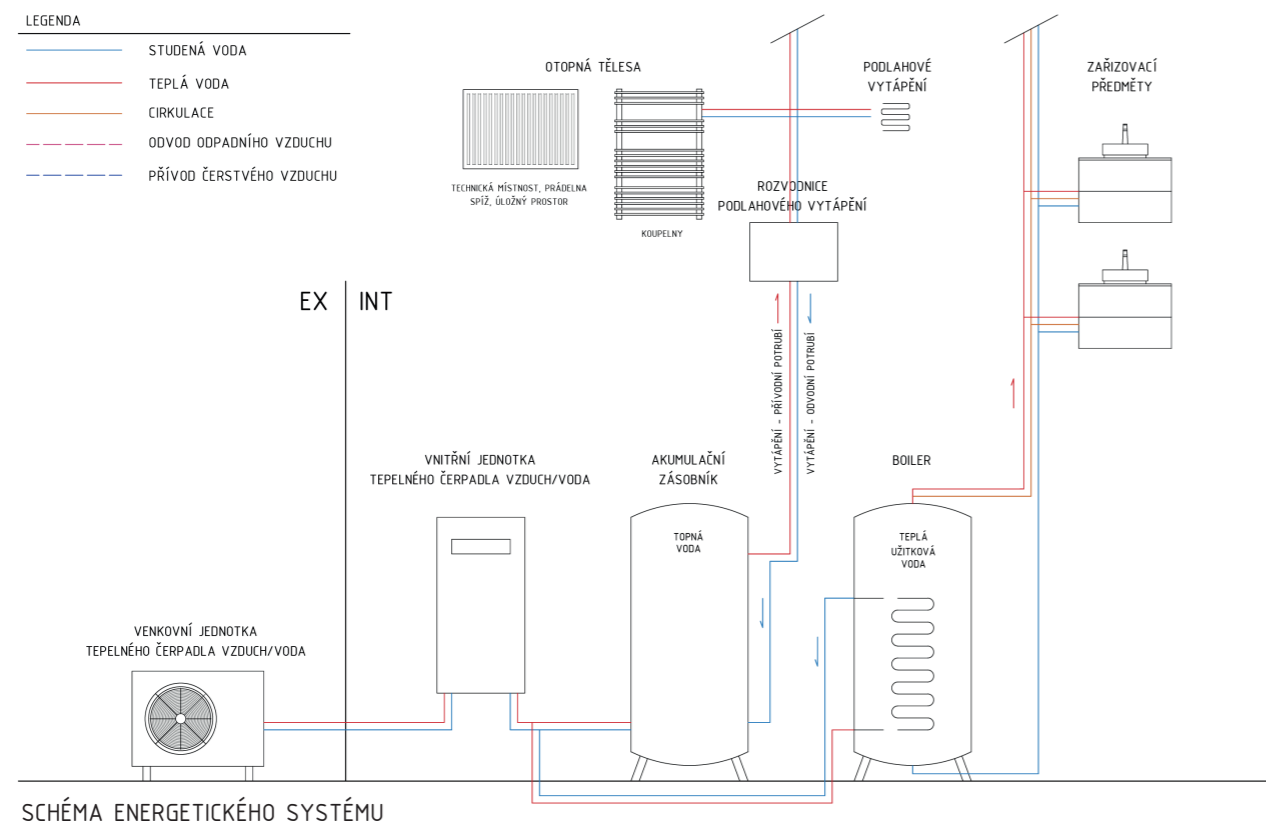 LEGENDA
STUDENÁ VODA
TEPLÁ VODA
CIRKULACE
ODVOD ODPADNÍHO VZDUCHU
PŘÍVOD ČERSTVÉHO VZDUCHU
OTOPNÁ TĚLESA
TECHNICKÁ MÍSTNOST, PRÁDELNA
SPÍŽ, ÚLOŽNÝ PROSTOR
KOUPELNY
PODLAHOVÉ
VYTÁPĚNÍ
ZAŘIZOVACÍ
PŘEDMĚTY
ROZVODNICE
PODLAHOVÉHO VYTÁPĚNÍ
EX
INT
VYTÁPĚNÍ - PŘÍVODNÍ POTRUBÍ
VYTÁPĚNÍ - ODVODNÍ POTRUBÍ
VNITŘNÍ JEDNOTKA
TEPELNÉHO ČERPADLA VZDUCH/VODA
AKUMULAČNÍ
ZÁSOBNÍK
TOPNÁ
VODA
BOILER
TEPLÁ
UŽITKOVÁ
VODA
VENKOVNÍ JEDNOTKA
TEPELNÉHO ČERPADLA VZDUCH/VODA
SCHÉMA ENERGETICKÉHO SYSTÉMU